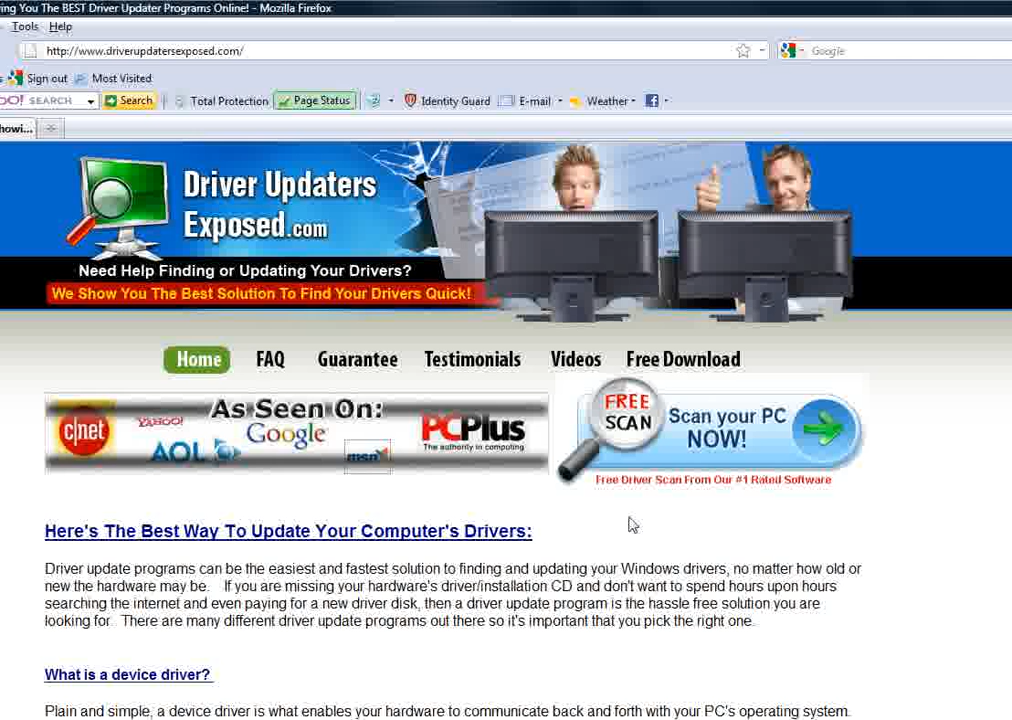 ing You The BEST Driver Updater Programs Online! - Mozilla Firefox
Tools Help
http://www.driverupdatersexposed.com/
Google
Sign out Most Visited
OO! SEARCH Search Total Protection Page Status Identity Guard E-mail Weather
howi...
Driver Updaters
Exposed.com
Need Help Finding or Updating Your Drivers?
We Show You The Best Solution To Find Your Drivers Quick!
Home FAQ Guarantee Testimonials Videos Free Download
As Seen On:
c|net YAHOO! Google PCPlus
The authority in computing
AOL msn
FREE
SCAN
Scan your PC
NOW!
Free Driver Scan From Our #1 Rated Software
Here's The Best Way To Update Your Computer's Drivers:
Driver update programs can be the easiest and fastest solution to finding and updating your Windows drivers, no matter how old or
new the hardware may be. If you are missing your hardware's driver/installation CD and don't want to spend hours upon hours
searching the internet and even paying for a new driver disk, then a driver update program is the hassle free solution you are
looking for. There are many different driver update programs out there so it's important that you pick the right one.
What is a device driver?
Plain and simple, a device driver is what enables your hardware to communicate back and forth with your PC's operating system.